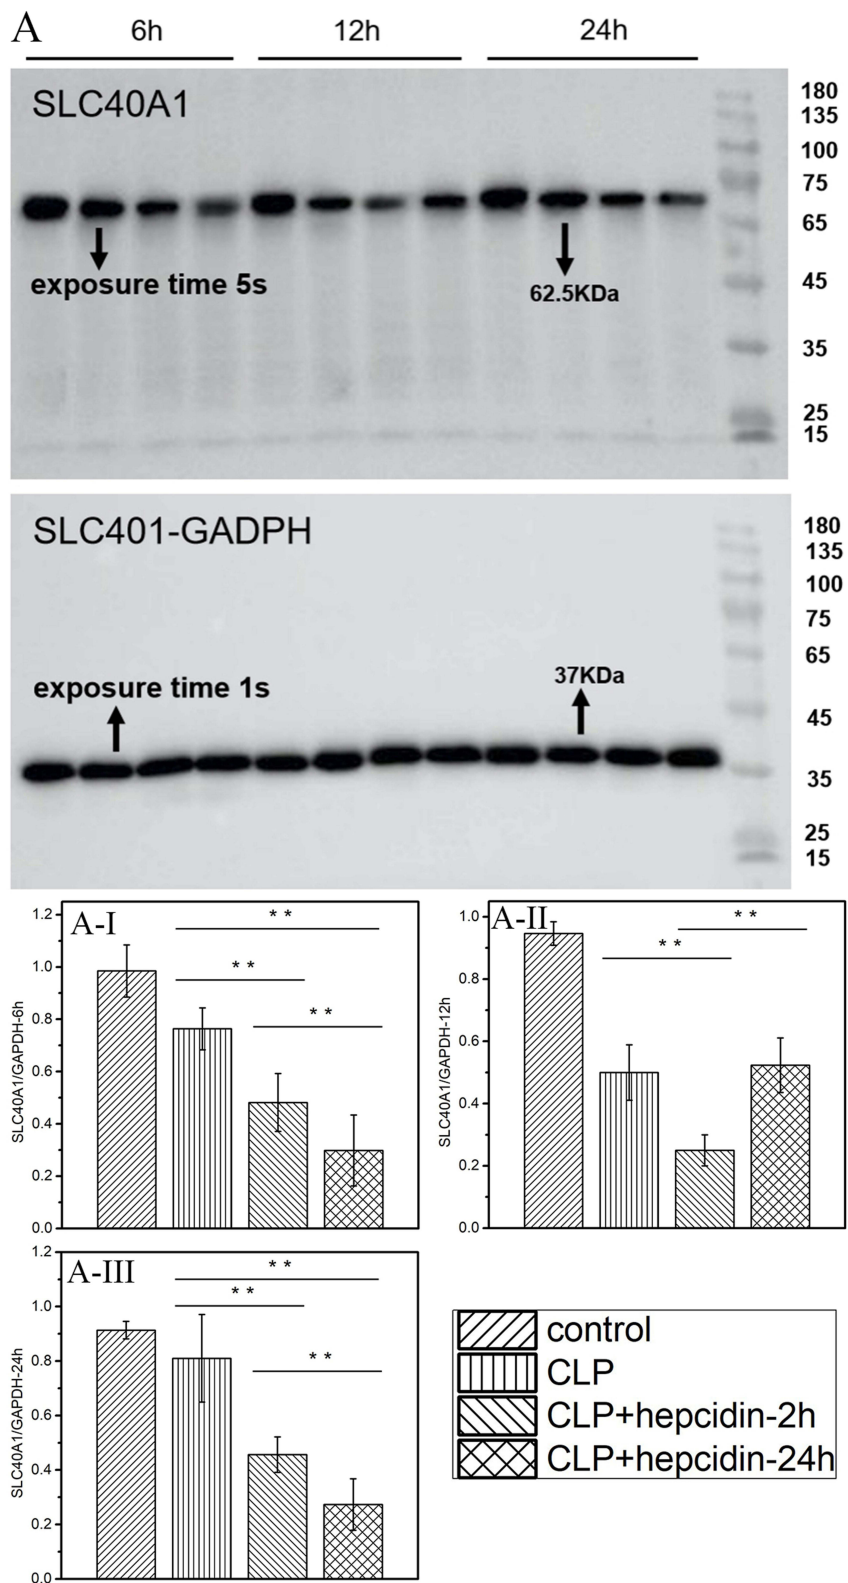 A
6h 12h 24h
SLC40A1
180
135
100
75
65
45
35
25
15
exposure time 5s
62.5KDa
SLC401-GADPH
180
135
100
75
65
45
35
25
15
exposure time 1s
37KDa
A-I
SLC40A1/GAPDH-6h
1.2
1.0
0.8
0.6
0.4
0.2
0.0
* *
* *
* *
A-II
SLC40A1/GAPDH-12h
1.0
0.8
0.6
0.4
0.2
0.0
* *
* *
A-III
SLC40A1/GAPDH-24h
1.2
1.0
0.8
0.6
0.4
0.2
0.0
* *
* *
* *
control
CLP
CLP+hepcidin-2h
CLP+hepcidin-24h